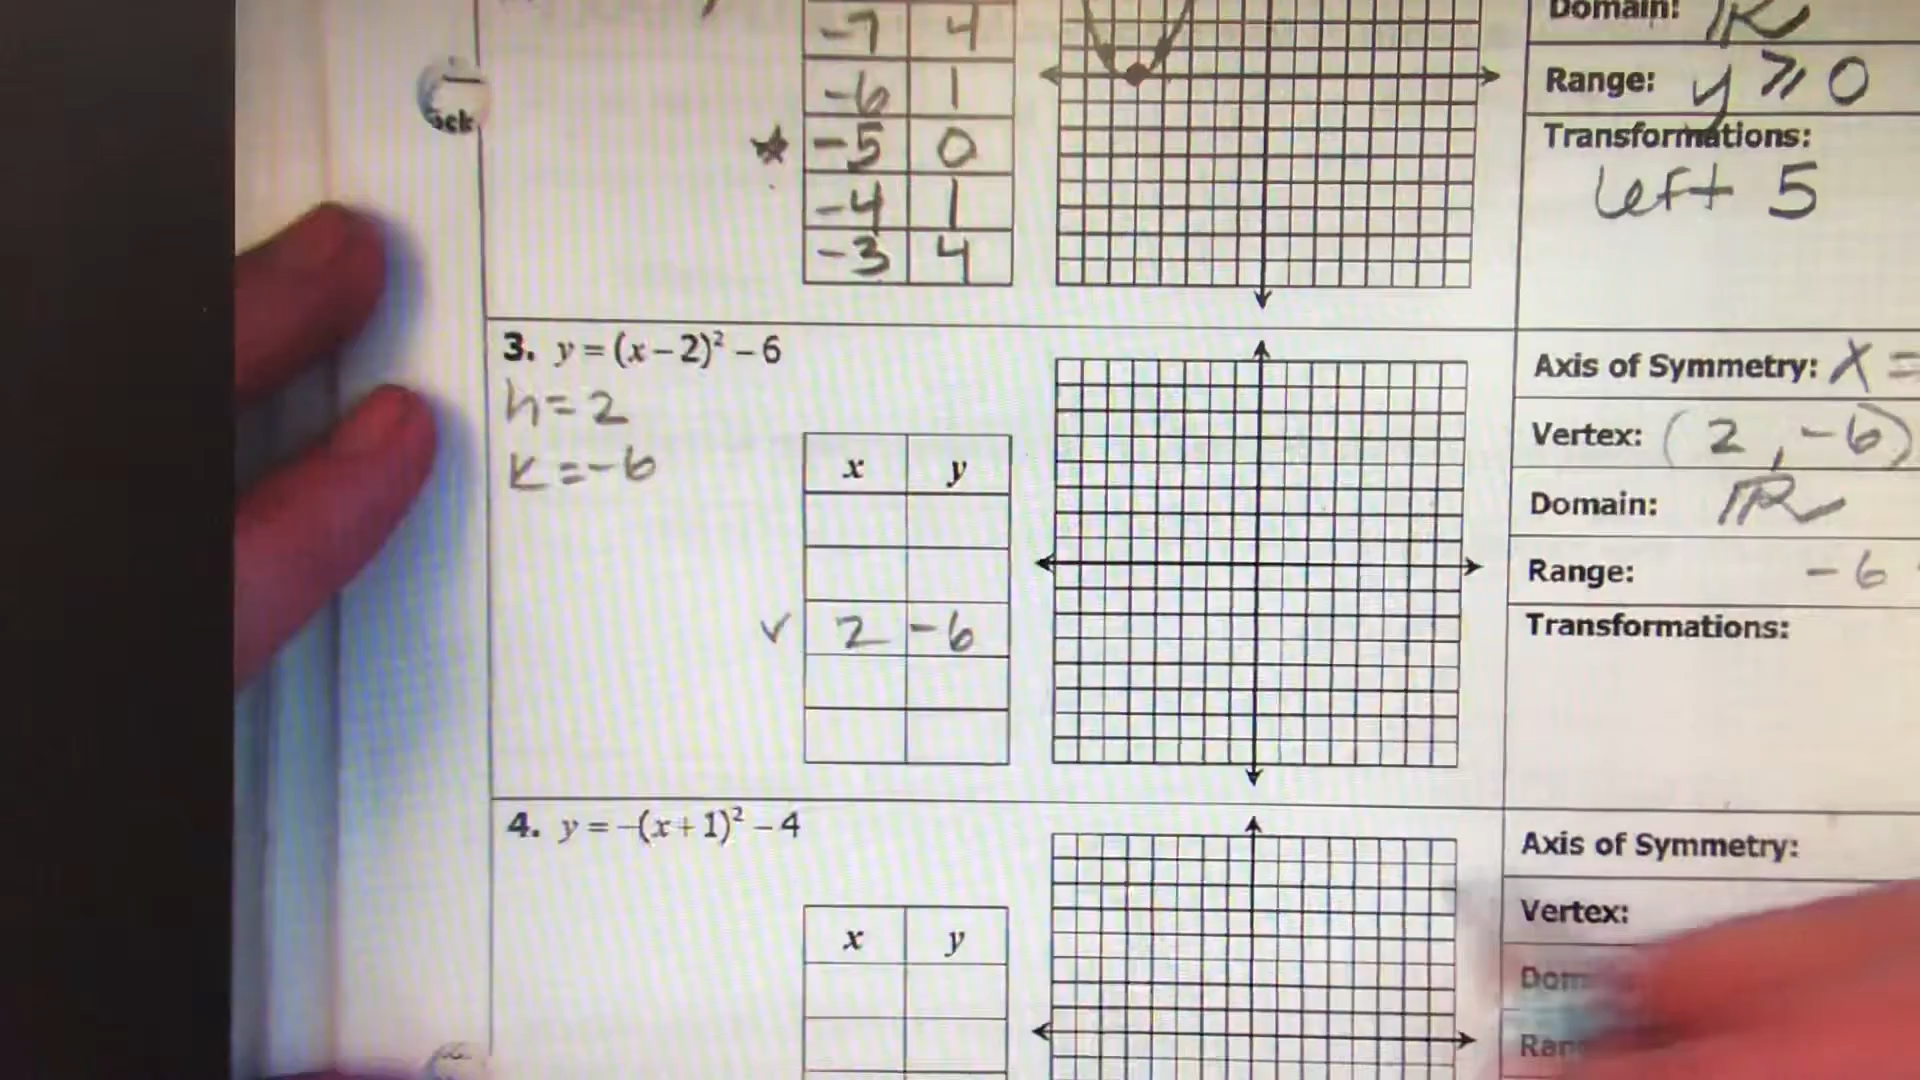 ack
-7 4
-6 1
-5 0
-4 1
-3 4
Domain: ℝ
Range: y ≥ 0
Transformations:
left 5
3. y = (x – 2)² – 6
h = 2
k = -6
x y
2 -6
Axis of Symmetry: x =
Vertex: (2, -6)
Domain: ℝ
Range: -6
Transformations:
4. y = –(x + 1)² – 4
x y
Axis of Symmetry:
Vertex: